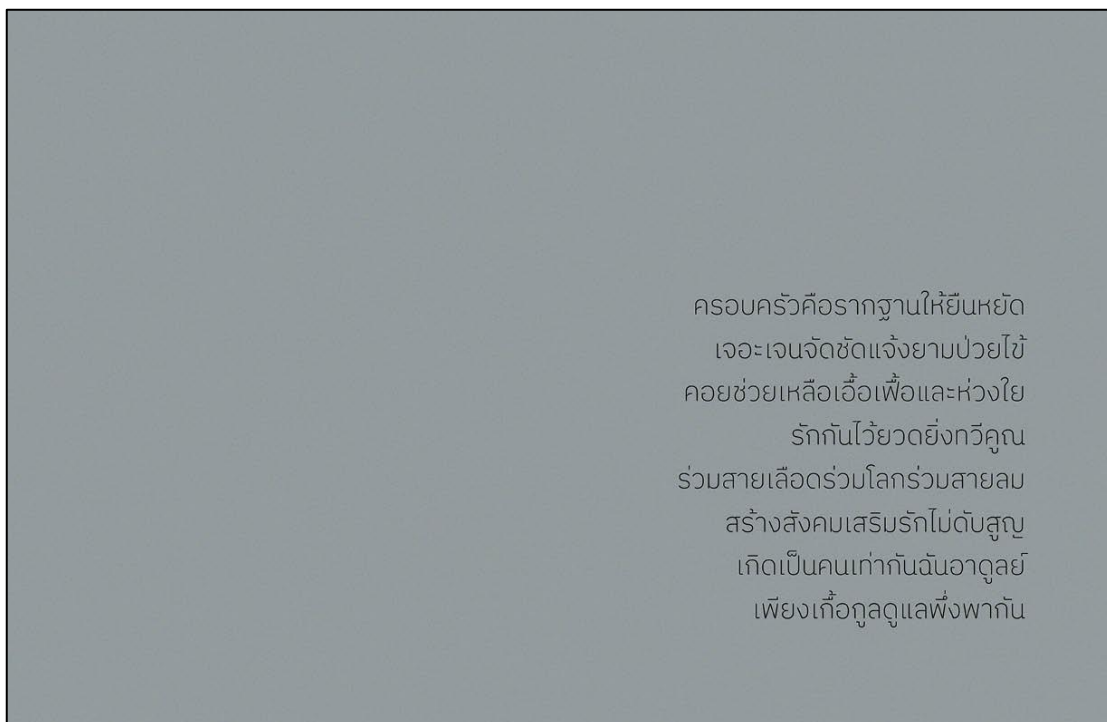 ครอบครัวคือรากฐานให้ยืนหยัด
เจอะเจนจัดชัดแจ้งยามป่วยไข้
คอยช่วยเหลือเอื้อเฟื้อและห่วงใย
รักกันไว้ยวดยิ่งทวีคูณ
ร่วมสายเลือดร่วมโลกร่วมสายลม
สร้างสังคมเสริมรักไม่ดับสูญ
เกิดเป็นคนเท่ากันฉันอาดูลย์
เพียงเกื้อกูลดูแลพึ่งพากัน